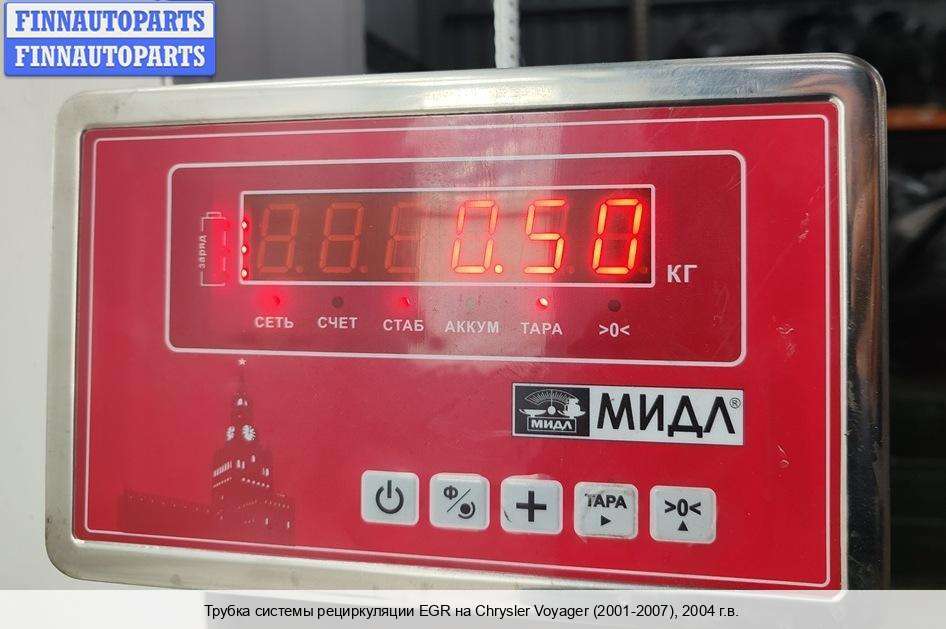 FINNAUTOPARTS
FINNAUTOPARTS
заряд
0.50
КГ
СЕТЬ СЧЕТ СТАБ АККУМ ТАРА >0<
МИДЛ МИДЛ®
Ф ТАРА >0<
Трубка системы рециркуляции EGR на Chrysler Voyager (2001-2007), 2004 г.в.